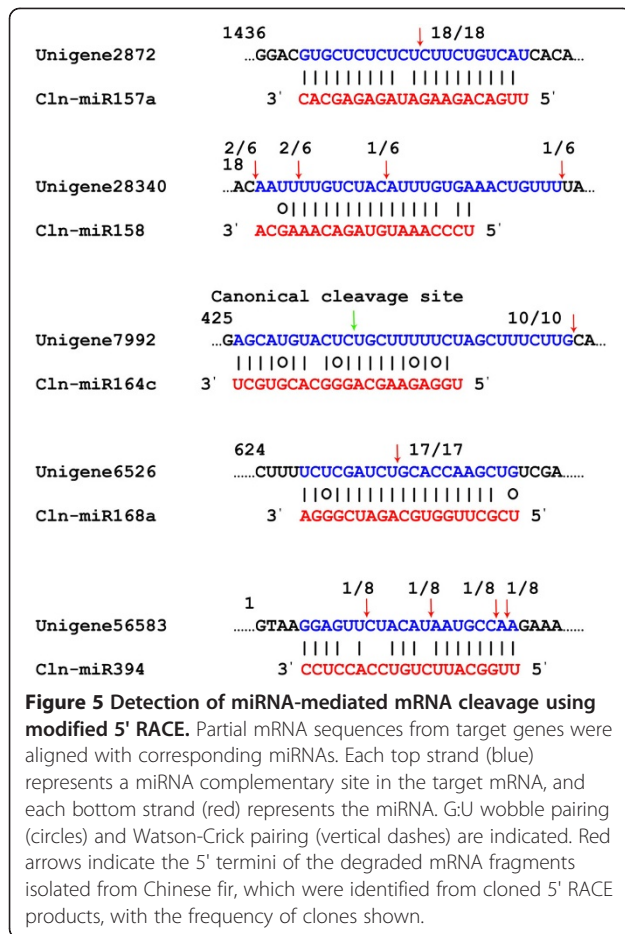 1436 18/18
Unigene2872 …GGACGUGCUCUCUCUCUUCUGUCAUCACA…
||||||||| ||||||||||
Cln-miR157a 3' CACGAGAGAUAGAAGACAGUU 5'
2/6 2/6 1/6 1/6
18
Unigene28340 …ACAAUUUUGUCUACAUUUGUGAAACUGUUUUA…
O|||||||||||||| ||
Cln-miR158 3' ACGAAACAGAUGUAAACCCU 5'
Canonical cleavage site
425 10/10
Unigene7992 …GAGCAUGUACUCUGCUUUUUCUAGCUUUCUUGCA…
||||O|| |O||||||O|O|
Cln-miR164c 3' UCGUGCACGGGACGAAGAGGU 5'
624 17/17
Unigene6526 ……CUUUUCUCGAUCUGCACCAAGCUGUCGA……
||O||||||||||||||| O
Cln-miR168a 3' AGGGCUAGACGUGGUUCGCU 5'
1/8 1/8 1/8 1/8
1
Unigene56583 ……GUAAGGAGUUCUACAUAAUGCCAAGAAA……
|||| | ||| ||||||||
Cln-miR394 3' CCUCCACCUGUCUUACGGUU 5'
Figure 5 Detection of miRNA-mediated mRNA cleavage using
modified 5' RACE. Partial mRNA sequences from target genes were
aligned with corresponding miRNAs. Each top strand (blue)
represents a miRNA complementary site in the target mRNA, and
each bottom strand (red) represents the miRNA. G:U wobble pairing
(circles) and Watson-Crick pairing (vertical dashes) are indicated. Red
arrows indicate the 5' termini of the degraded mRNA fragments
isolated from Chinese fir, which were identified from cloned 5' RACE
products, with the frequency of clones shown.